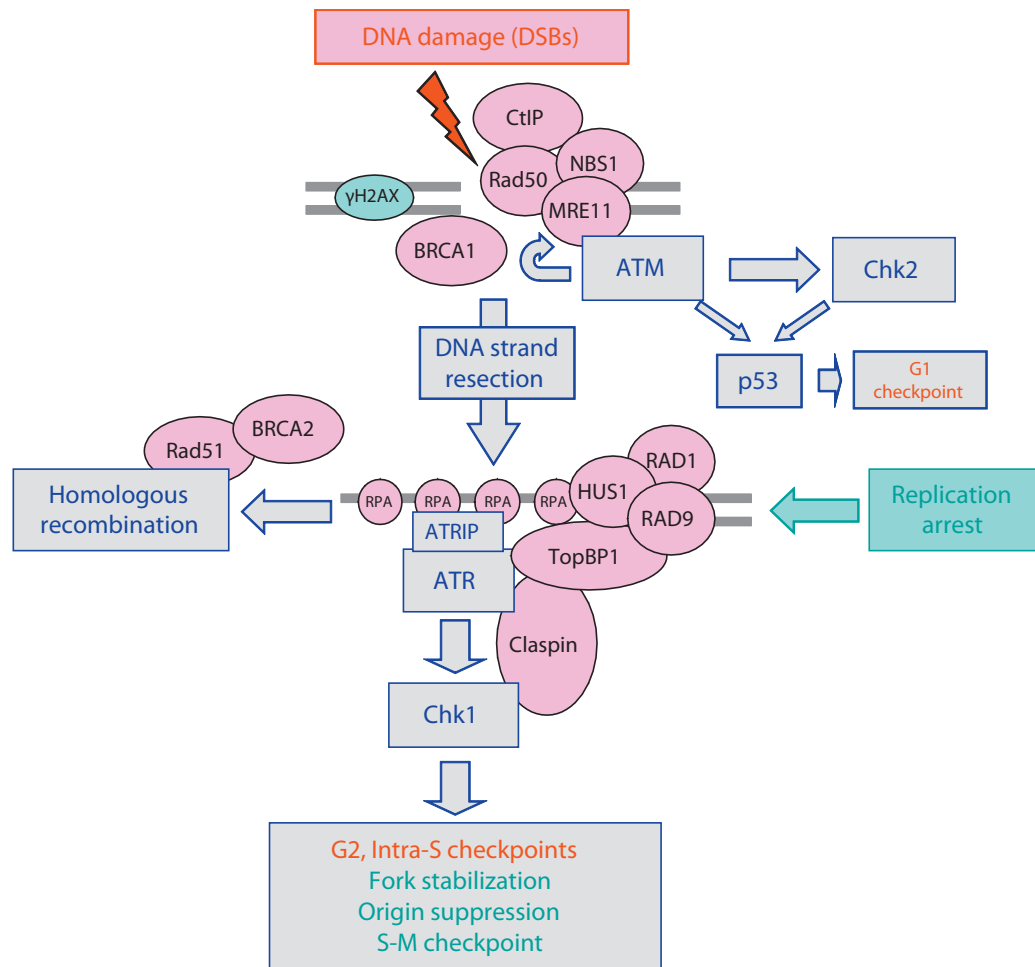 DNA damage (DSBs)
CtIP
NBS1
Rad50
γH2AX
MRE11
BRCA1
ATM
Chk2
DNA strand
resection
p53
G1
checkpoint
BRCA2
Rad51
RAD1
Homologous
recombination
RPA
RPA
RPA
RPA
HUS1
RAD9
Replication
arrest
ATRIP
TopBP1
ATR
Claspin
Chk1
G2, Intra-S checkpoints
Fork stabilization
Origin suppression
S-M checkpoint